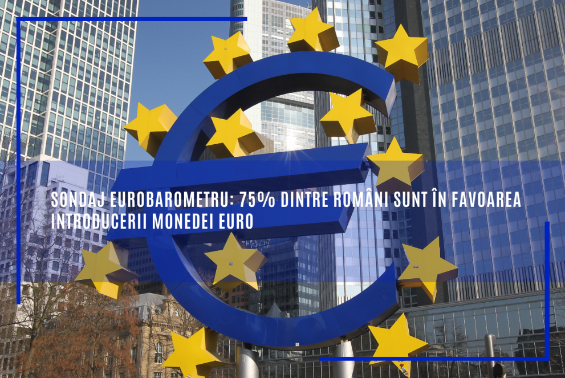 SONDAJ EUROBAROMETRU: 75% DINTRE ROMÂNI SUNT ÎN FAVOAREA
INTRODUCERII MONEDEI EURO